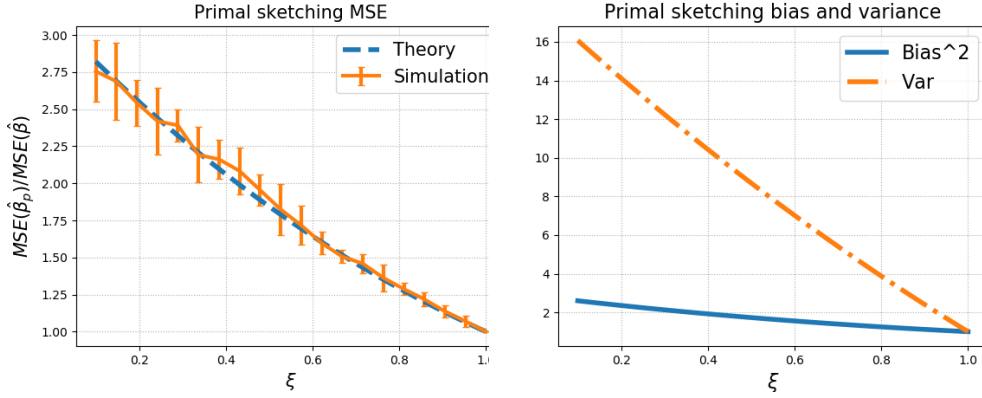 Primal sketching MSE
MSE(β̂_p)/MSE(β̂)
3.00
2.75
2.50
2.25
2.00
1.75
1.50
1.25
1.00
Theory
Simulation
0.2 0.4 0.6 0.8 1.0
ξ
Primal sketching bias and variance
16
14
12
10
8
6
4
2
Bias^2
Var
0.2 0.4 0.6 0.8 1.0
ξ